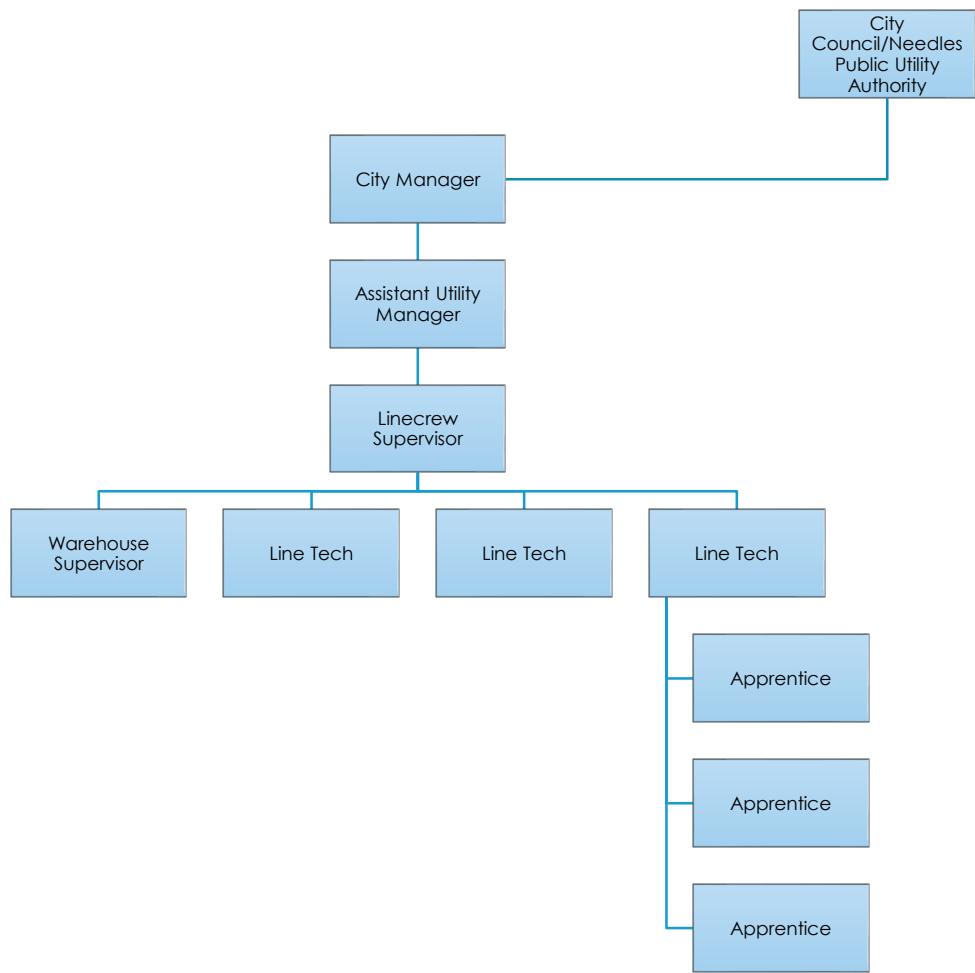 City
Council/Needles
Public Utility
Authority
City Manager
Assistant Utility
Manager
Linecrew
Supervisor
Warehouse
Supervisor
Line Tech
Line Tech
Line Tech
Apprentice
Apprentice
Apprentice